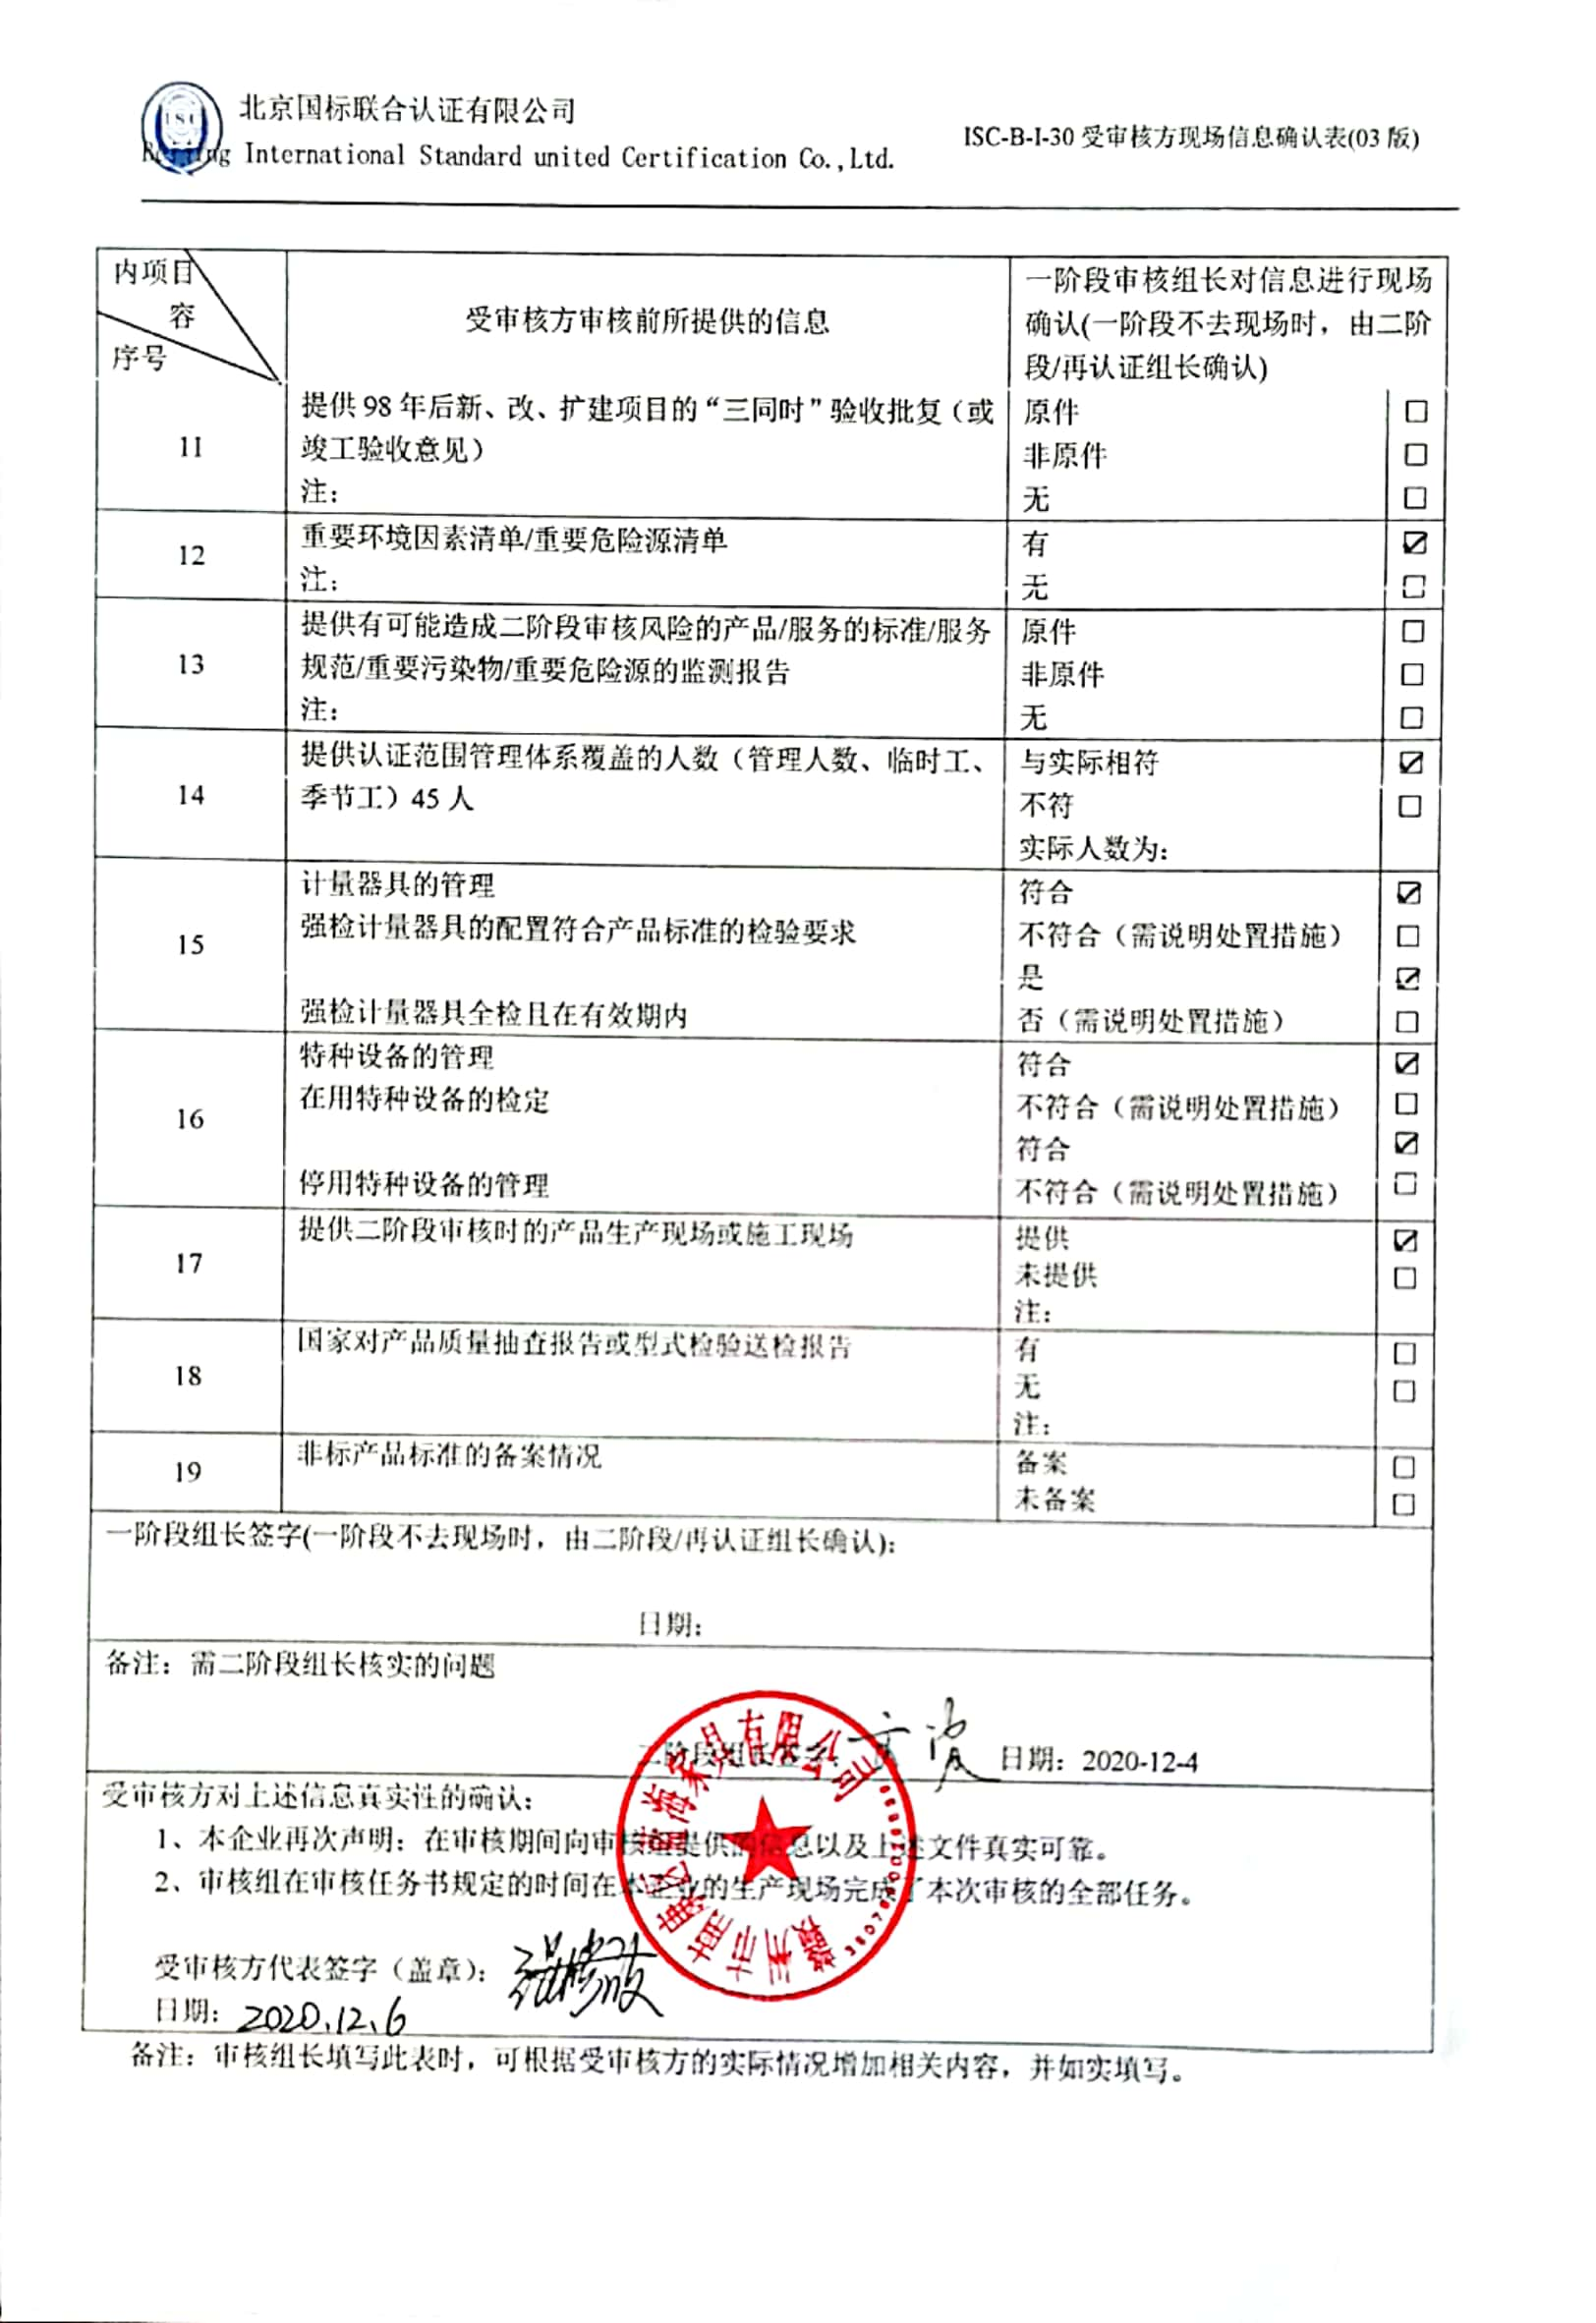 北京国标联合认证有限公司
Beijing International Standard united Certification Co.,Ltd.
ISC-B-I-30 受审核方现场信息确认表(03 版)
内项目
容
序号
受审核方审核前所提供的信息
一阶段审核组长对信息进行现场
确认(一阶段不去现场时，由二阶
段/再认证组长确认)
11
提供 98 年后新、改、扩建项目的“三同时”验收批复（或
竣工验收意见）
注：
原件 □
非原件 □
无 □
12
重要环境因素清单/重要危险源清单
注：
有 ☑
无 □
13
提供有可能造成二阶段审核风险的产品/服务的标准/服务
规范/重要污染物/重要危险源的监测报告
注：
原件 □
非原件 □
无 □
14
提供认证范围管理体系覆盖的人数（管理人数、临时工、
季节工）45 人
与实际相符 ☑
不符 □
实际人数为：
15
计量器具的管理
强检计量器具的配置符合产品标准的检验要求
强检计量器具全检且在有效期内
符合 ☑
不符合（需说明处置措施） □
是 ☑
否（需说明处置措施） □
16
特种设备的管理
在用特种设备的检定
停用特种设备的管理
符合 ☑
不符合（需说明处置措施） □
符合 ☑
不符合（需说明处置措施） □
17
提供二阶段审核时的产品生产现场或施工现场
提供 ☑
未提供 □
注：
18
国家对产品质量抽查报告或型式检验送检报告
有 □
无 □
注：
19
非标产品标准的备案情况
备案 □
未备案 □
一阶段组长签字(一阶段不去现场时，由二阶段/再认证组长确认)：
日期：
备注：需二阶段组长核实的问题
二阶段组长签字： 日期：2020-12-4
受审核方对上述信息真实性的确认：
1、本企业再次声明：在审核期间向审核组提供的信息以及上述文件真实可靠。
2、审核组在审核任务书规定的时间在本企业的生产现场完成了本次审核的全部任务。
受审核方代表签字（盖章）：
日期：2020.12.6
备注：审核组长填写此表时，可根据受审核方的实际情况增加相关内容，并如实填写。